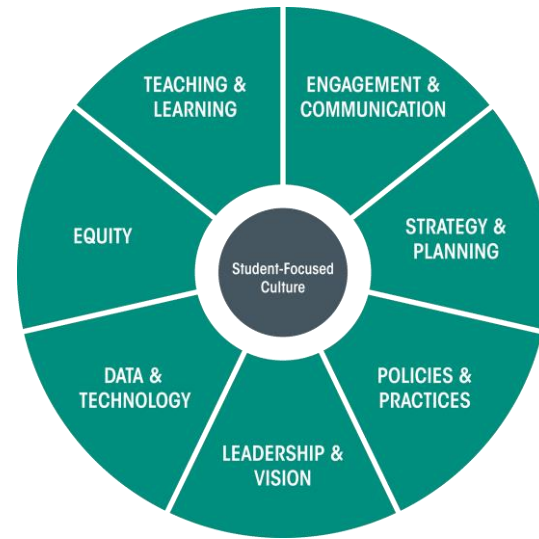 TEACHING &
LEARNING
ENGAGEMENT &
COMMUNICATION
EQUITY
STRATEGY &
PLANNING
Student-Focused
Culture
DATA &
TECHNOLOGY
POLICIES &
PRACTICES
LEADERSHIP &
VISION